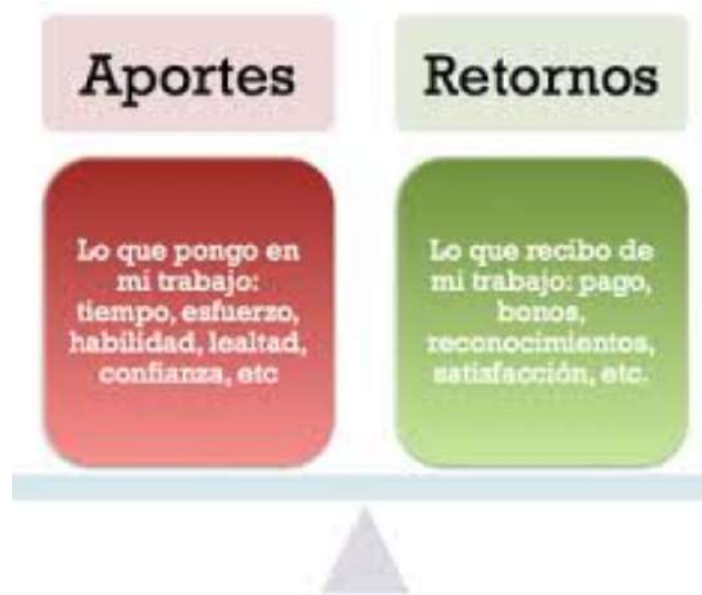 Aportes
Retornos
Lo que pongo en
mi trabajo:
tiempo, esfuerzo,
habilidad, lealtad,
confianza, etc
Lo que recibo de
mi trabajo: pago,
bonos,
reconocimientos,
satisfacción, etc.